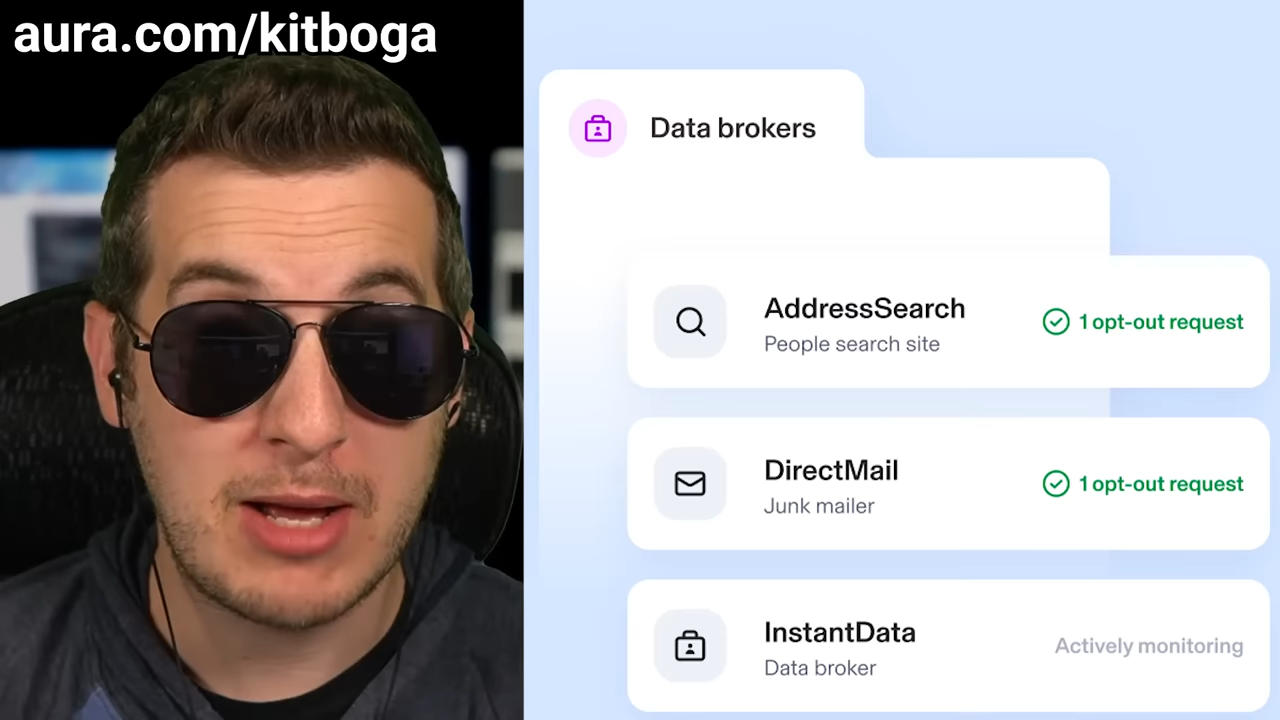 aura.com/kitboga
Data brokers
AddressSearch
People search site
1 opt-out request
DirectMail
Junk mailer
1 opt-out request
InstantData
Data broker
Actively monitoring